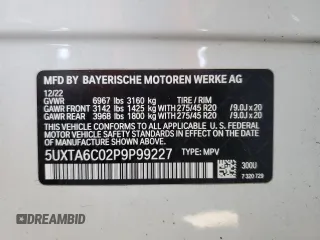 MFD BY BAYERISCHE MOTOREN WERKE AG
12/22
GVWR 6967 lbs 3160 kg TIRE / RIM
GAWR FRONT 3142 lbs 1425 kg 275/45 R20 /9.0J x 20
GAWR REAR 3968 lbs 1800 kg 275/45 R20 /9.0J x 20
THIS VEHICLE CONFORMS TO ALL APPLICABLE U.S. FEDERAL
MOTOR VEHICLE SAFETY STANDARDS IN EFFECT ON THE DATE
OF MANUFACTURE SHOWN ABOVE.
5UXTA6C02P9P99227 TYPE: MPV
300U
7 320 729
AutoBidMaster